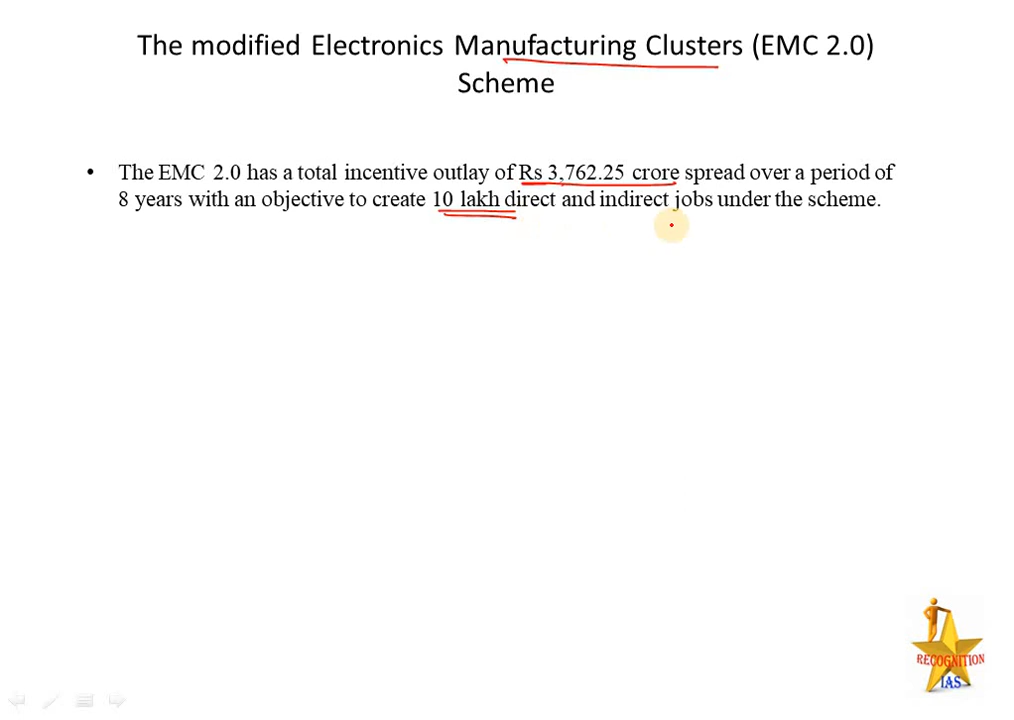 The modified Electronics Manufacturing Clusters (EMC 2.0)
Scheme
• The EMC 2.0 has a total incentive outlay of Rs 3,762.25 crore spread over a period of
8 years with an objective to create 10 lakh direct and indirect jobs under the scheme.
RECOGNITION
IAS